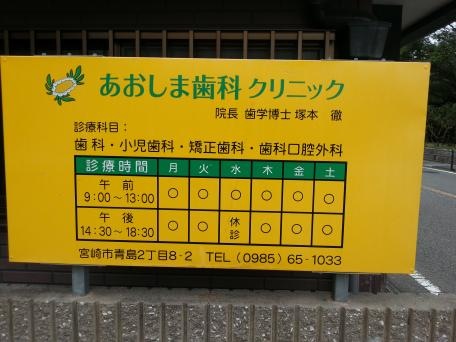 あおしま歯科 クリニック
院長 歯学博士 塚本 徹
診療科目：
歯科・小児歯科・矯正歯科・歯科口腔外科
診療時間 月 火 水 木 金 土
午前 9:00～13:00 ○ ○ ○ ○ ○ ○
午後 14:30～18:30 ○ ○ 休診 ○ ○ ○
宮崎市青島2丁目8-2 TEL (0985) 65-1033